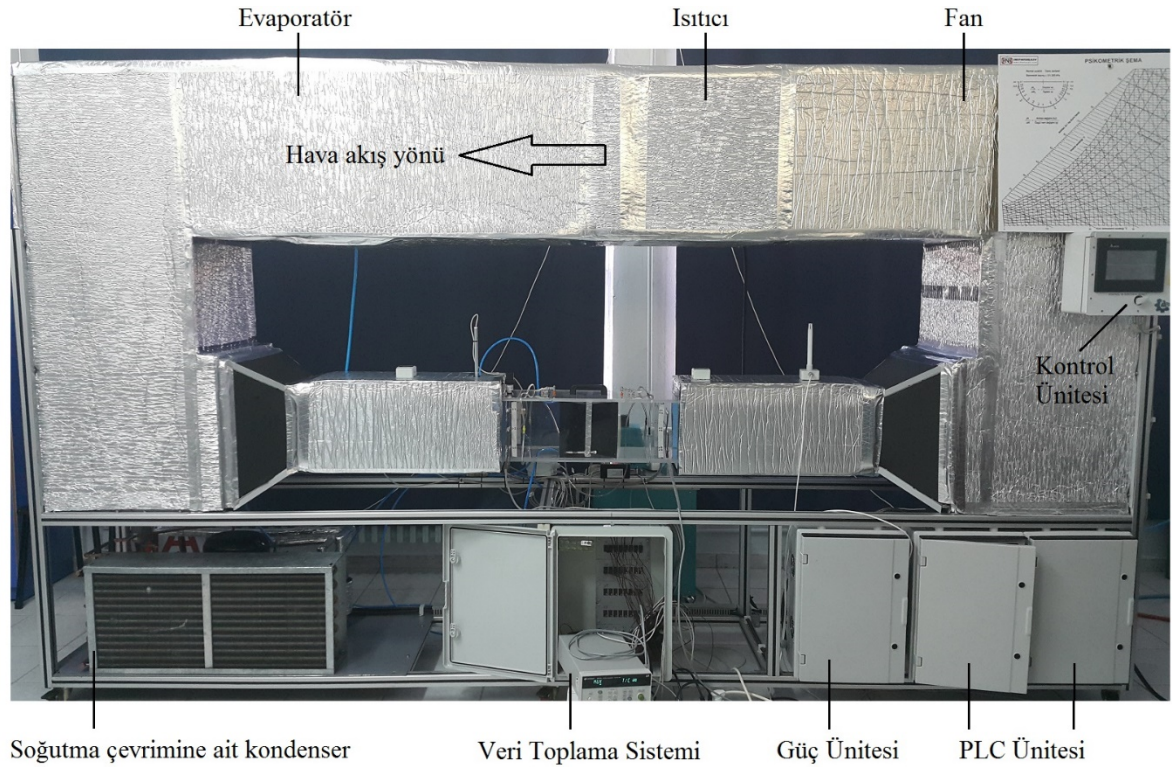 Evaporatör
Isıtıcı
Fan
PSİKOMETRİK ŞEMA
Hava akış yönü
Kontrol
Ünitesi
Soğutma çevrimine ait kondenser
Veri Toplama Sistemi
Güç Ünitesi
PLC Ünitesi